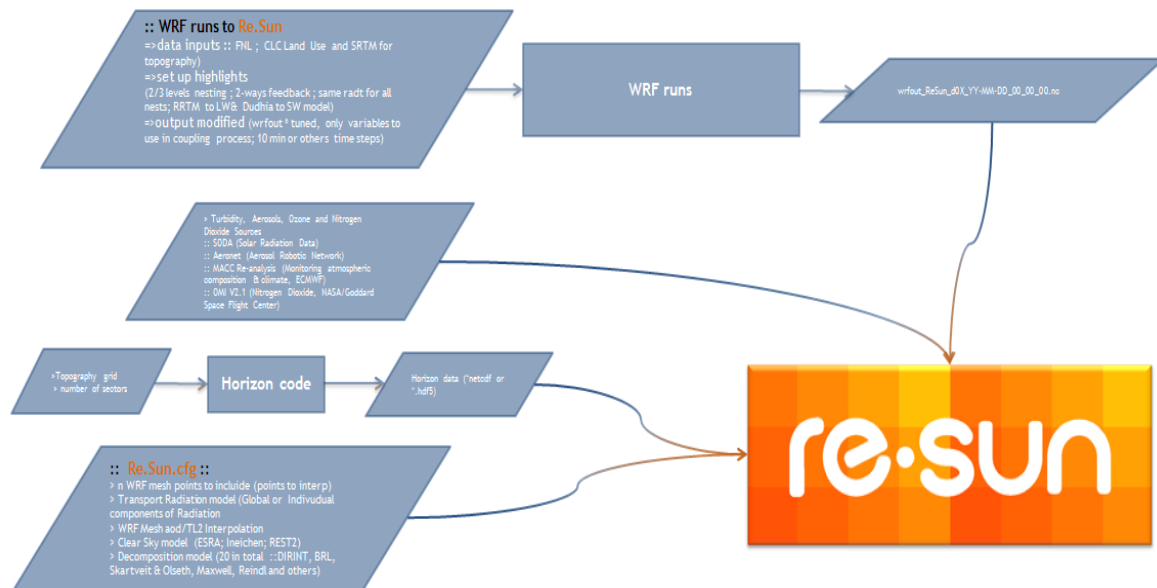 :: WRF runs to Re.Sun
=>data inputs :: FNL ; CLC Land Use and SRTM for
topography)
=>set up highlights
(2/3 levels nesting ; 2-ways feedback ; same radt for all
nests; RRTM to LW& Dudhia to SW model)
=>output modified (wrfout * tuned, only variables to
use in coupling process; 10 min or others time steps)
WRF runs
wrfout_ReSun_d0X_YY-MM-DD_00_00_00.nc
> Turbidity, Aerosols, Ozone and Nitrogen
Dioxide Sources
:: SODA (Solar Radiation Data)
:: Aeronet (Aerosol Robotic Network)
:: MACC Re-analysis (Monitoring atmospheric
composition & climate, ECMWF)
:: OMI V2.1 (Nitrogen Dioxide, NASA/Goddard
Space Flight Center)
>Topography grid
> number of sectors
Horizon code
Horizon data (*netcdf or
*.hdf5)
:: Re.Sun.cfg ::
> n WRF mesh points to incluide (points to interp)
> Transport Radiation model (Global or Indivudual
components of Radiation
> WRF Mesh aod/TL2 Interpolation
> Clear Sky model (ESRA; Ineichen; REST2)
> Decomposition model (20 in total ::DIRINT, BRL,
Skartveit & Olseth, Maxwell, Reindl and others)
re·sun